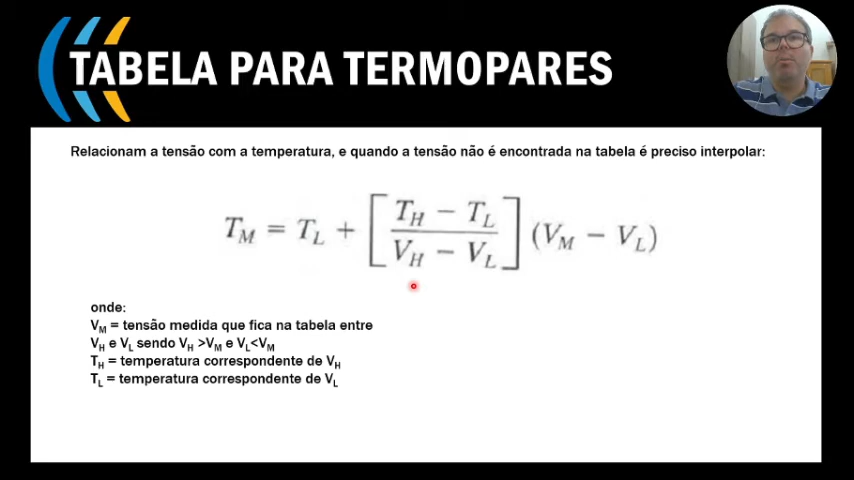 TABELA PARA TERMOPARES
Relacionam a tensão com a temperatura, e quando a tensão não é encontrada na tabela é preciso interpolar:
T_M = T_L + [ (T_H − T_L) / (V_H − V_L) ] (V_M − V_L)
onde:
V_M = tensão medida que fica na tabela entre
V_H e V_L sendo V_H >V_M e V_L<V_M
T_H = temperatura correspondente de V_H
T_L = temperatura correspondente de V_L